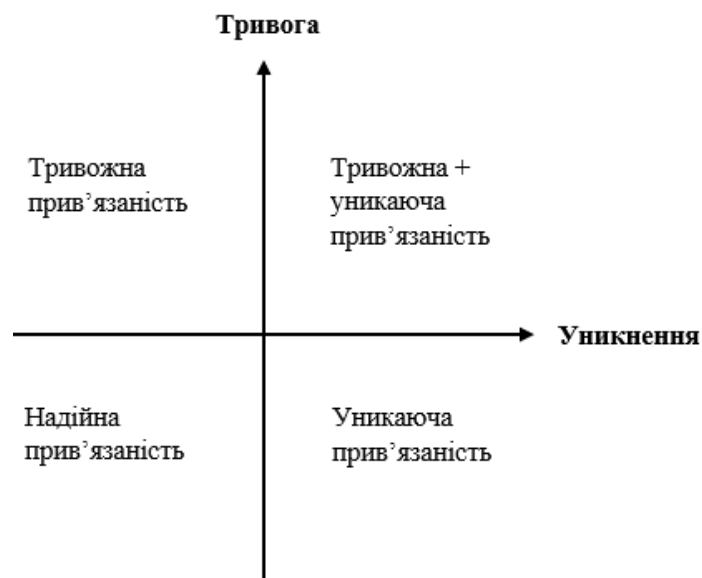 Тривога
Тривожна
прив’язаність
Тривожна +
уникаюча
прив’язаність
Уникнення
Надійна
прив’язаність
Уникаюча
прив’язаність